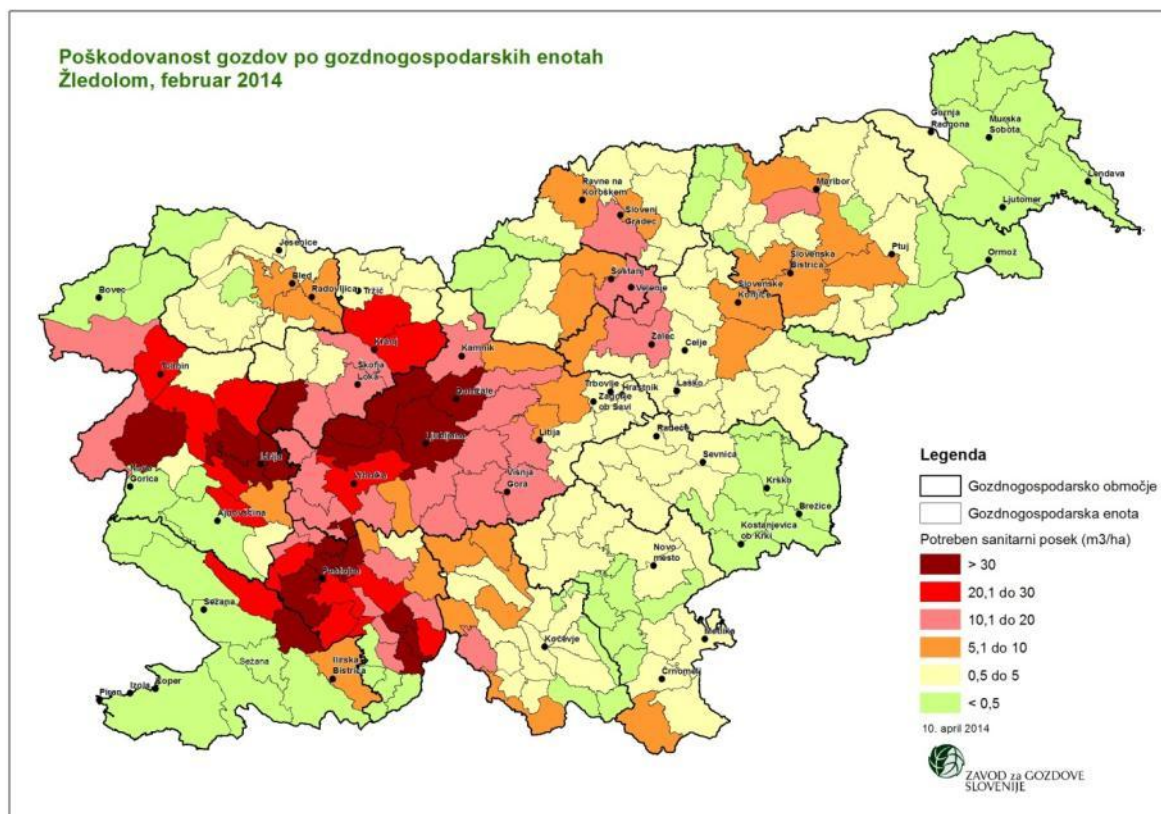 Poškodovanost gozdov po gozdnogospodarskih enotah
Žledolom, februar 2014
Gornja
Radgona
Murska
Sobota
Lendava
Ljutomer
Ormož
Maribor
Ptuj
Ravne na
Koroškem
Slovenj
Gradec
Slovenska
Bistrica
Slovenske
Konjice
Šoštanj
Velenje
Žalec
Celje
Jesenice
Bled
Radovljica
Tržič
Bovec
Kranj
Kamnik
Škofja
Loka
Tolmin
Domžale
Ljubljana
Trbovlje
Hrastnik
Zagorje
ob Savi
Laško
Litija
Radeče
Sevnica
Idrija
Vrhnika
Višnja
Gora
Nova
Gorica
Ajdovščina
Krško
Brežice
Kostanjevica
ob Krki
Novo
mesto
Postojna
Sežana
Sežana
Kočevje
Metlika
Črnomelj
Ilirska
Bistrica
Piran
Izola
Koper
Legenda
Gozdnogospodarsko območje
Gozdnogospodarska enota
Potreben sanitarni posek (m3/ha)
> 30
20,1 do 30
10,1 do 20
5,1 do 10
0,5 do 5
< 0,5
10. april 2014
ZAVOD za GOZDOVE
SLOVENIJE